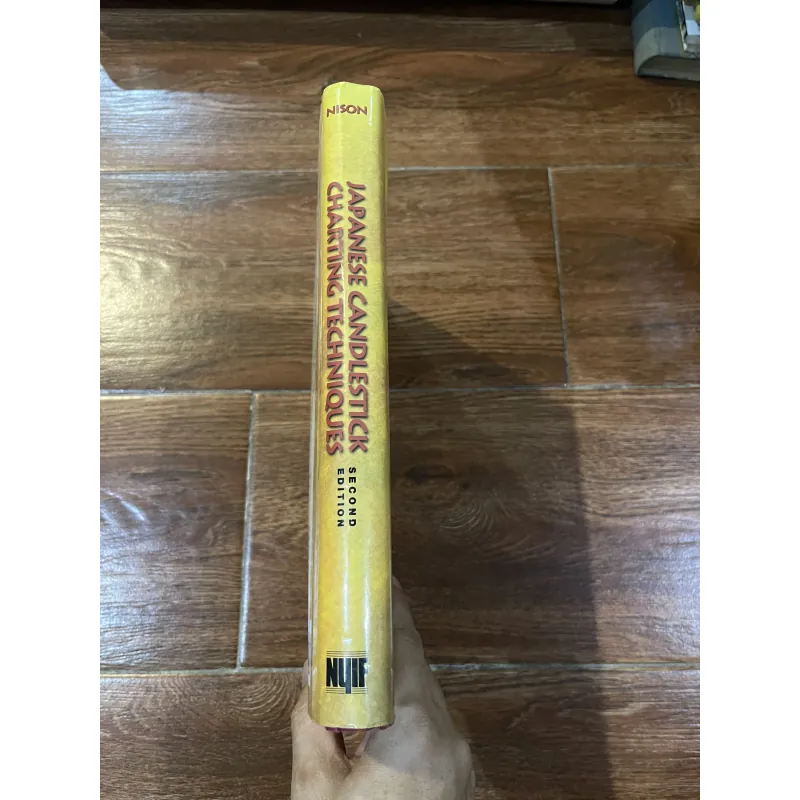 NISON
JAPANESE CANDLESTICK
CHARTING TECHNIQUES
SECOND
EDITION
NYIF